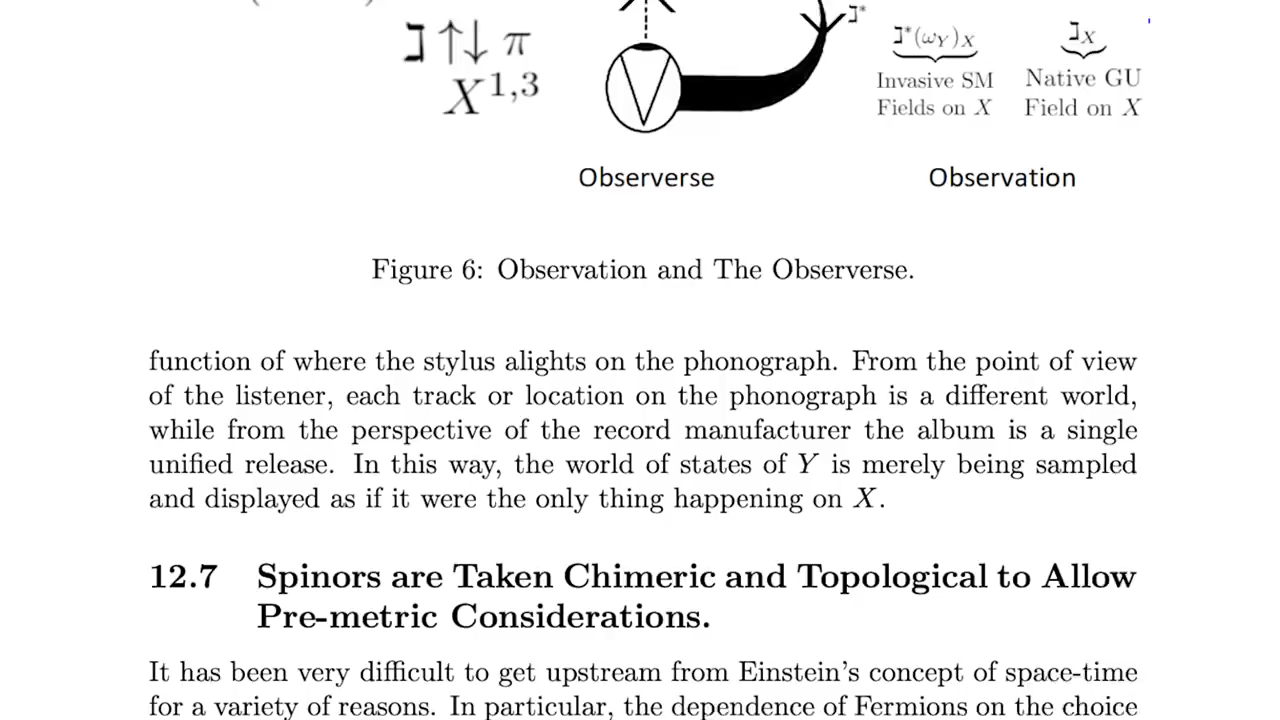 ℷ ↑↓ π
X^{1,3}
ℷ*
ℷ*(ω_Y)_X
ℷ_X
Invasive SM
Fields on X
Native GU
Field on X
Observerse
Observation
Figure 6: Observation and The Observerse.
function of where the stylus alights on the phonograph. From the point of view
of the listener, each track or location on the phonograph is a different world,
while from the perspective of the record manufacturer the album is a single
unified release. In this way, the world of states of Y is merely being sampled
and displayed as if it were the only thing happening on X.
12.7 Spinors are Taken Chimeric and Topological to Allow
Pre-metric Considerations.
It has been very difficult to get upstream from Einstein's concept of space-time
for a variety of reasons. In particular, the dependence of Fermions on the choice